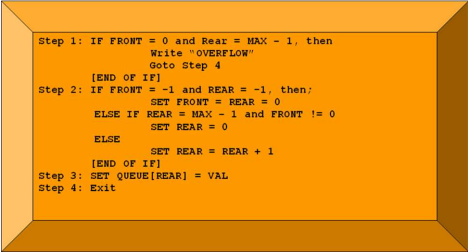 Step 1: IF FRONT = 0 and Rear = MAX - 1, then
Write “OVERFLOW”
Goto Step 4
[END OF IF]
Step 2: IF FRONT = -1 and REAR = -1, then;
SET FRONT = REAR = 0
ELSE IF REAR = MAX - 1 and FRONT != 0
SET REAR = 0
ELSE
SET REAR = REAR + 1
[END OF IF]
Step 3: SET QUEUE[REAR] = VAL
Step 4: Exit